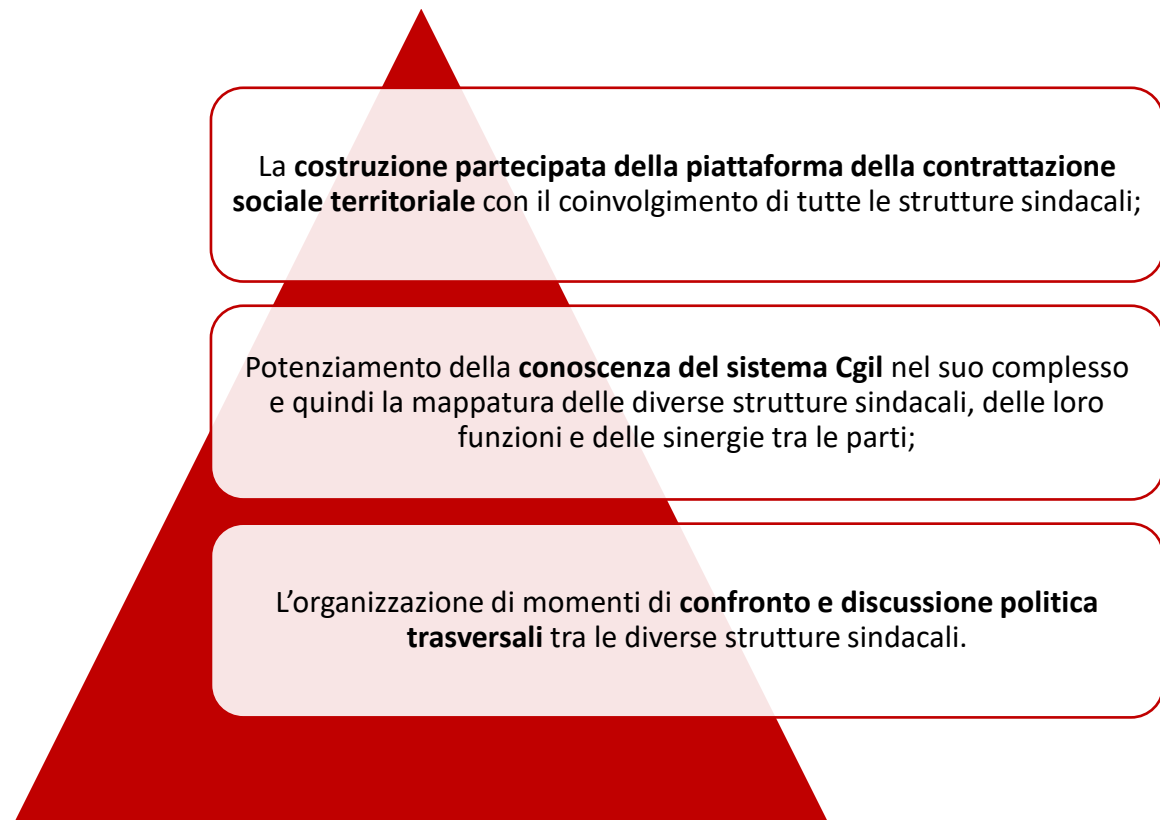 La costruzione partecipata della piattaforma della contrattazione
sociale territoriale con il coinvolgimento di tutte le strutture sindacali;
Potenziamento della conoscenza del sistema Cgil nel suo complesso
e quindi la mappatura delle diverse strutture sindacali, delle loro
funzioni e delle sinergie tra le parti;
L’organizzazione di momenti di confronto e discussione politica
trasversali tra le diverse strutture sindacali.